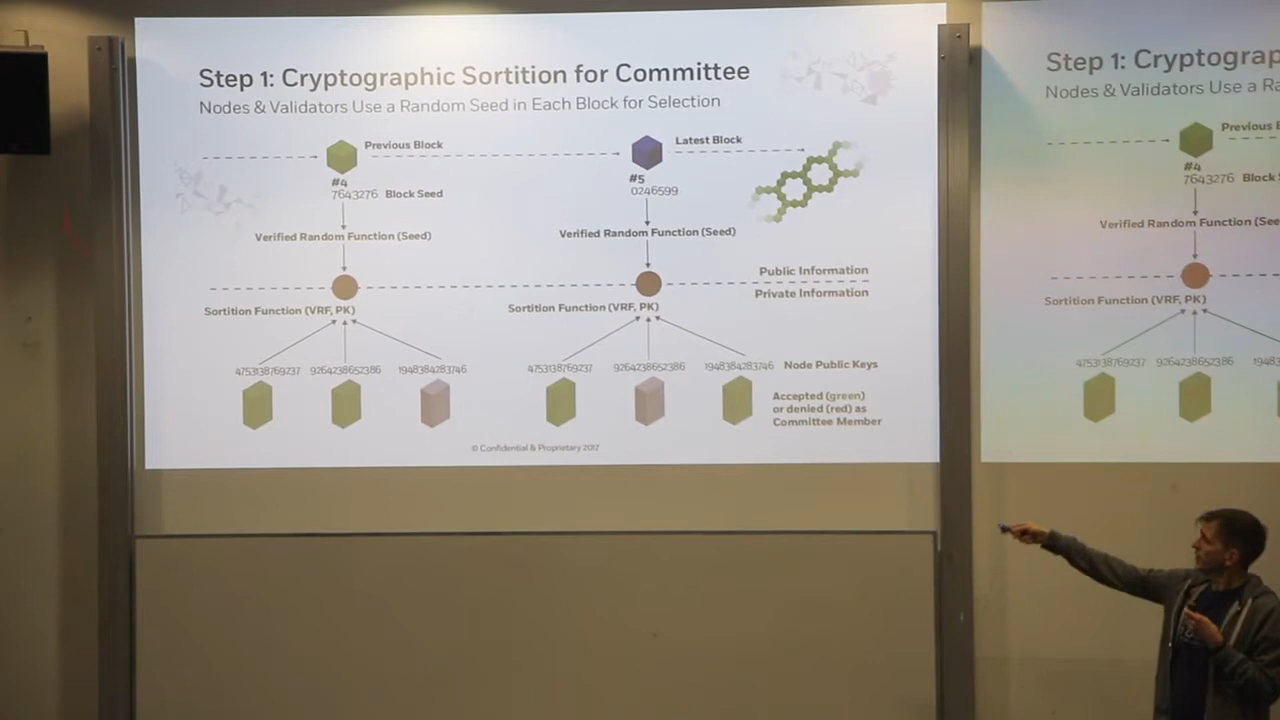 Step 1: Cryptographic Sortition for Committee
Nodes & Validators Use a Random Seed in Each Block for Selection
Previous Block
Latest Block
#4
7643276 Block Seed
#5
0246599
Verified Random Function (Seed)
Verified Random Function (Seed)
Public Information
Private Information
Sortition Function (VRF, PK)
Sortition Function (VRF, PK)
4753138769237 9264238652386 1948384283746
4753138769237 9264238652386 1948384283746 Node Public Keys
Accepted (green)
or denied (red) as
Committee Member
© Confidential & Proprietary 2017
Step 1: Cryptograp
Nodes & Validators Use a Ra
Previous B
#4
7643276 Block S
Verified Random Function (See
Sortition Function (VRF, PK)
4753138769237 9264238652386 1948